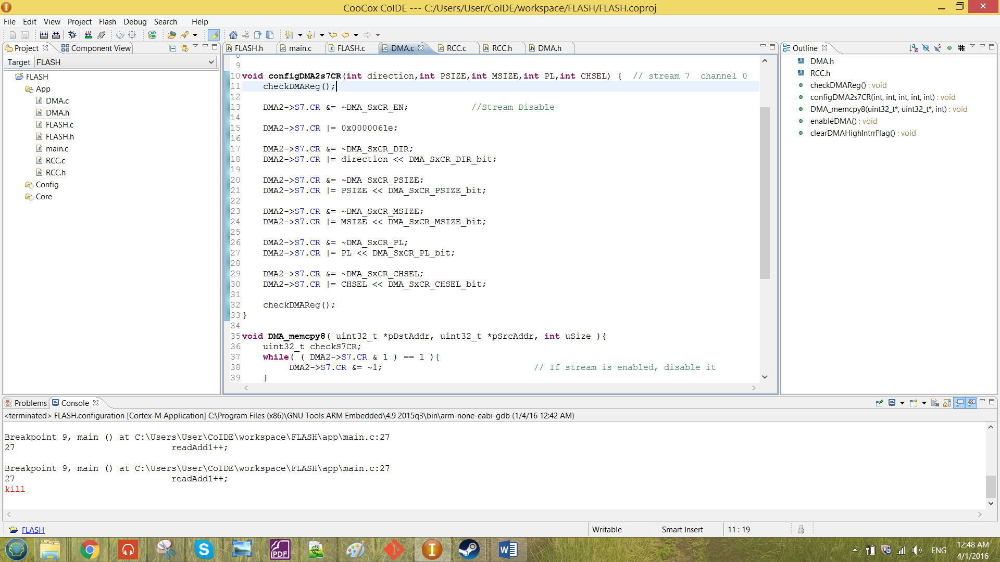 CooCox CoIDE --- C:/Users/User/CoIDE/workspace/FLASH/FLASH.coproj
File Edit View Project Flash Debug Search Help
Project Component View
Target FLASH
FLASH
App
DMA.c
DMA.h
FLASH.c
FLASH.h
main.c
RCC.c
RCC.h
Config
Core
FLASH.h main.c FLASH.c DMA.c RCC.c RCC.h DMA.h
9
10 void configDMA2s7CR(int direction,int PSIZE,int MSIZE,int PL,int CHSEL) { // stream 7 channel 0
11 checkDMAReg();
12
13 DMA2->S7.CR &= ~DMA_SxCR_EN; //Stream Disable
14
15 DMA2->S7.CR |= 0x0000061e;
16
17 DMA2->S7.CR &= ~DMA_SxCR_DIR;
18 DMA2->S7.CR |= direction << DMA_SxCR_DIR_bit;
19
20 DMA2->S7.CR &= ~DMA_SxCR_PSIZE;
21 DMA2->S7.CR |= PSIZE << DMA_SxCR_PSIZE_bit;
22
23 DMA2->S7.CR &= ~DMA_SxCR_MSIZE;
24 DMA2->S7.CR |= MSIZE << DMA_SxCR_MSIZE_bit;
25
26 DMA2->S7.CR &= ~DMA_SxCR_PL;
27 DMA2->S7.CR |= PL << DMA_SxCR_PL_bit;
28
29 DMA2->S7.CR &= ~DMA_SxCR_CHSEL;
30 DMA2->S7.CR |= CHSEL << DMA_SxCR_CHSEL_bit;
31
32 checkDMAReg();
33 }
34
35 void DMA_memcpy8( uint32_t *pDstAddr, uint32_t *pSrcAddr, int uSize ){
36 uint32_t checkS7CR;
37 while( ( DMA2->S7.CR & 1 ) == 1 ){
38 DMA2->S7.CR &= ~1; // If stream is enabled, disable it
39 }
Outline
DMA.h
RCC.h
checkDMAReg() : void
configDMA2s7CR(int, int, int, int, int) : void
DMA_memcpy8(uint32_t*, uint32_t*, int) : void
enableDMA() : void
clearDMAHighIntrrFlag() : void
Problems Console
<terminated> FLASH.configuration [Cortex-M Application] C:\Program Files (x86)\GNU Tools ARM Embedded\4.9 2015q3\bin\arm-none-eabi-gdb (1/4/16 12:42 AM)
Breakpoint 9, main () at C:\Users\User\CoIDE\workspace\FLASH\app\main.c:27
27 readAdd1++;
Breakpoint 9, main () at C:\Users\User\CoIDE\workspace\FLASH\app\main.c:27
27 readAdd1++;
kill
FLASH
Writable Smart Insert 11 : 19
PDF
ENG
12:48 AM
4/1/2016